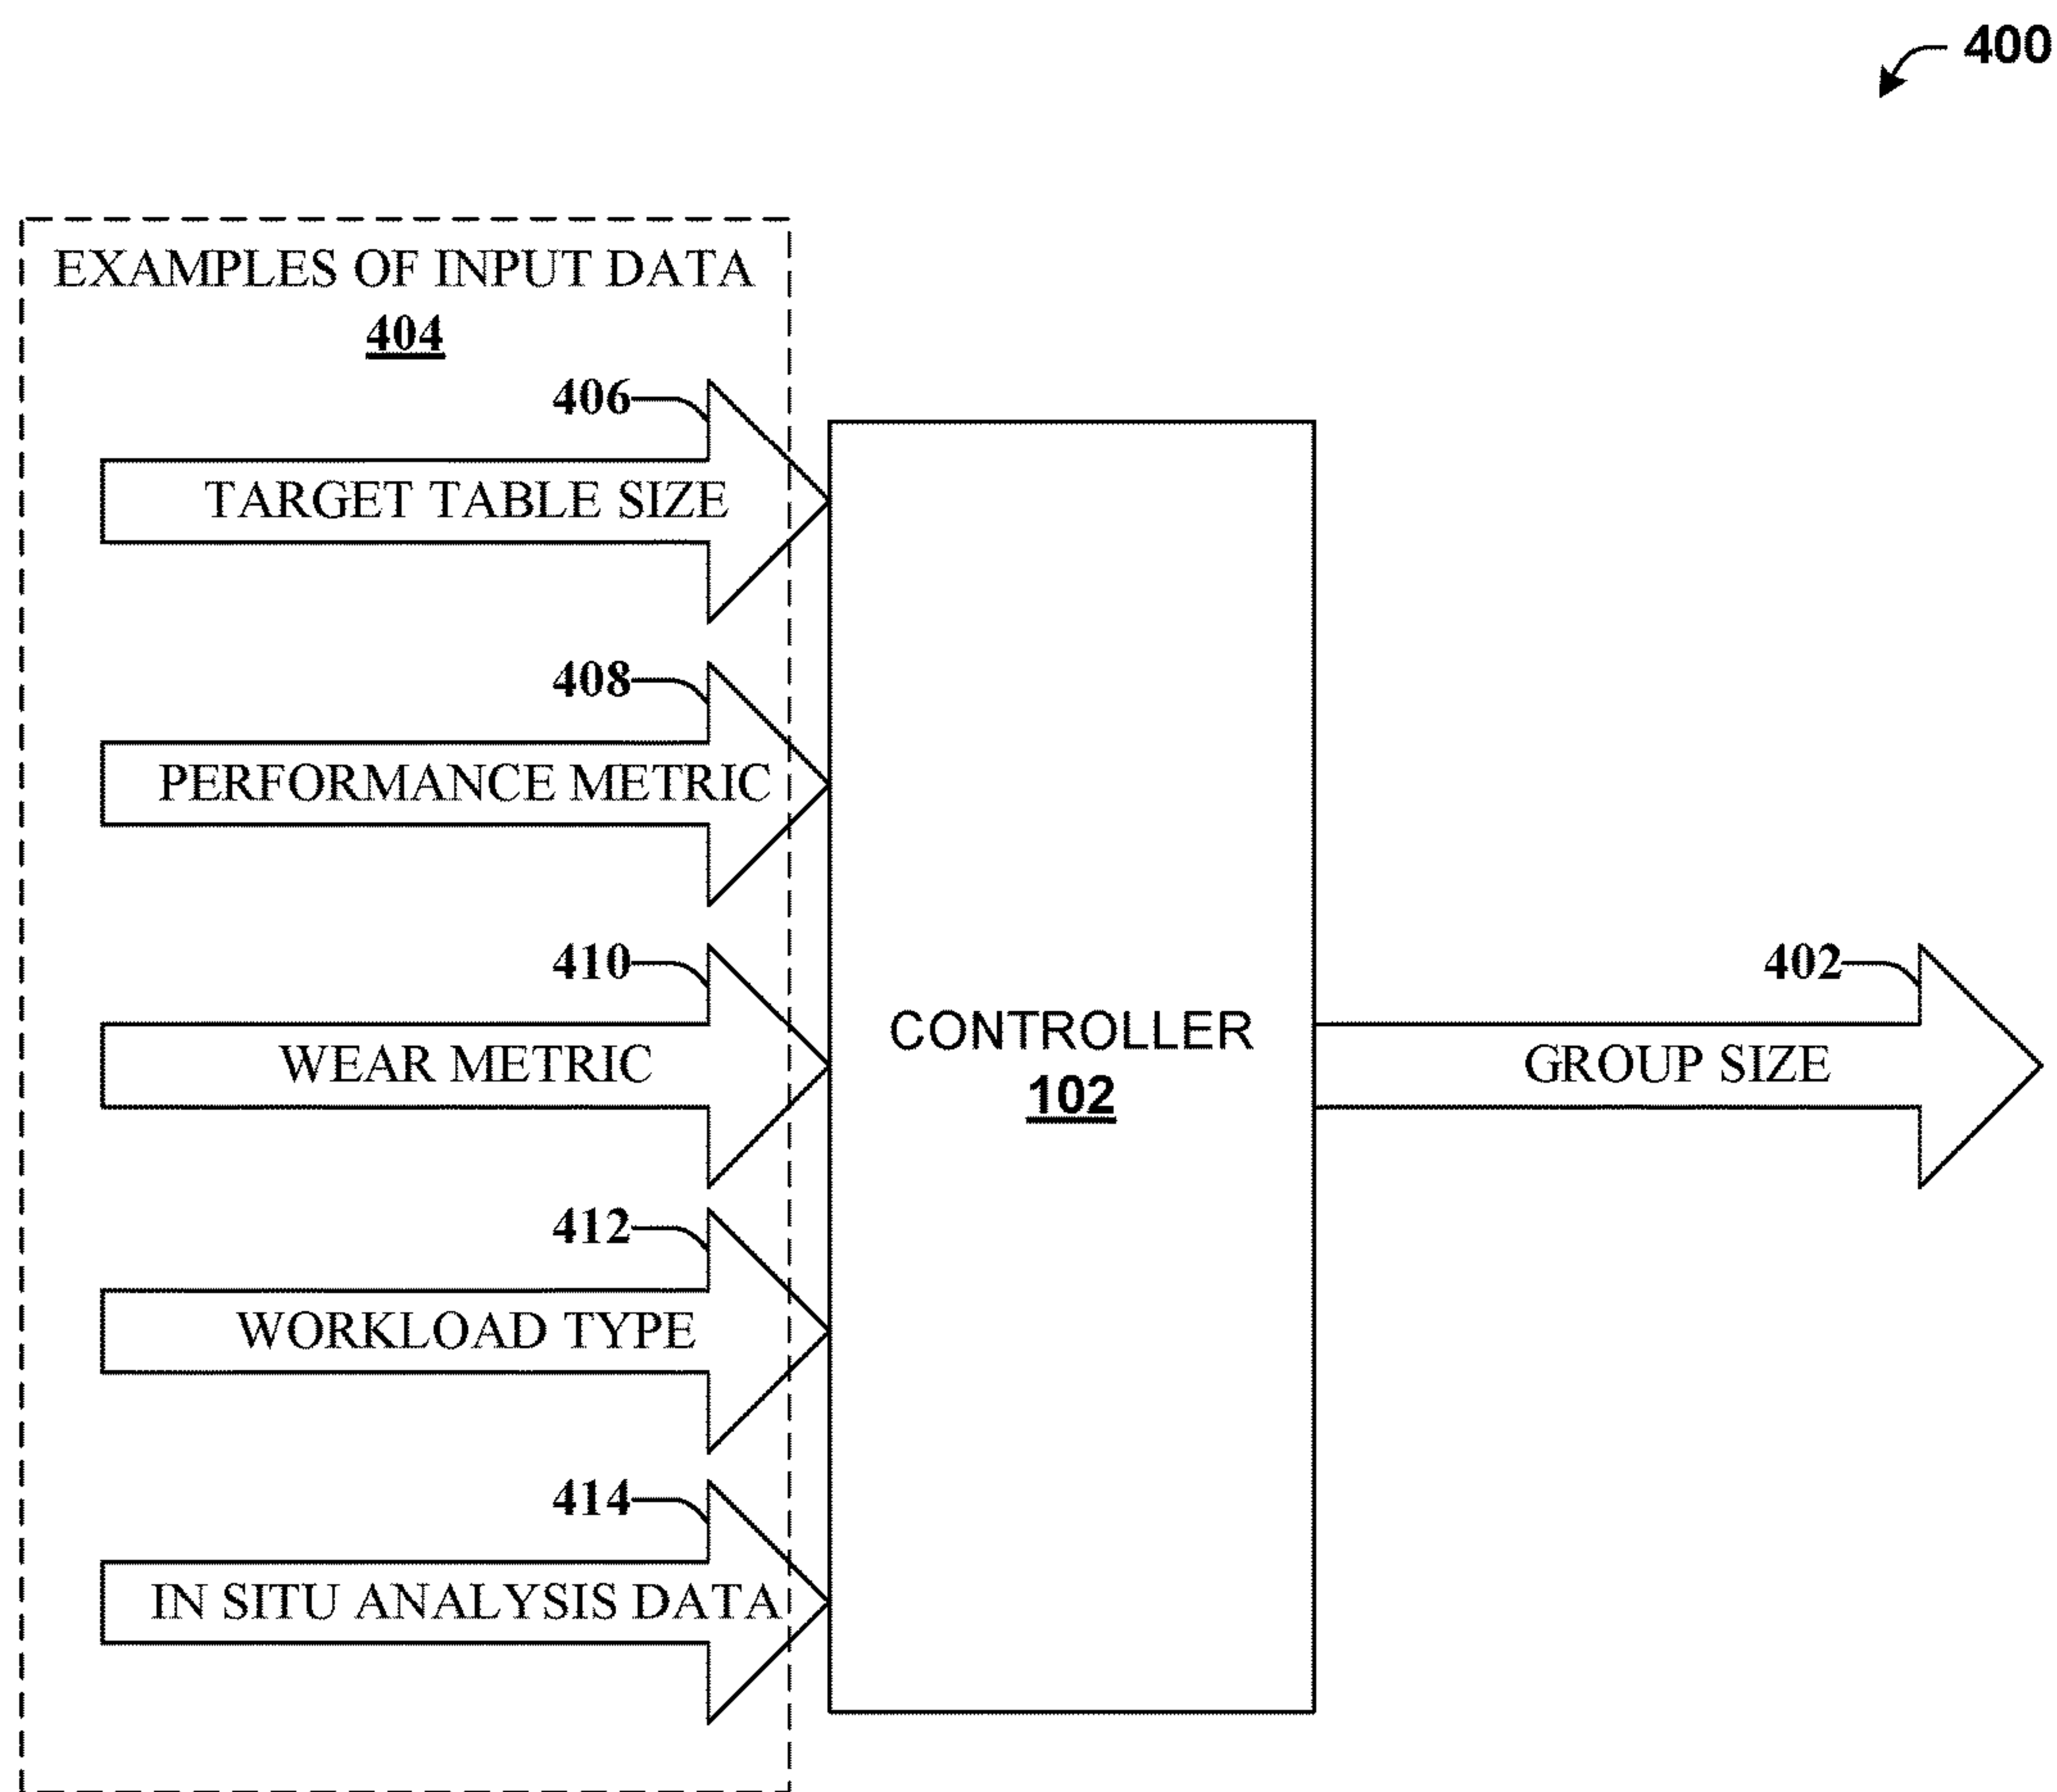 400
EXAMPLES OF INPUT DATA
404
406
TARGET TABLE SIZE
408
PERFORMANCE METRIC
410
WEAR METRIC
412
WORKLOAD TYPE
414
IN SITU ANALYSIS DATA
CONTROLLER
102
402
GROUP SIZE